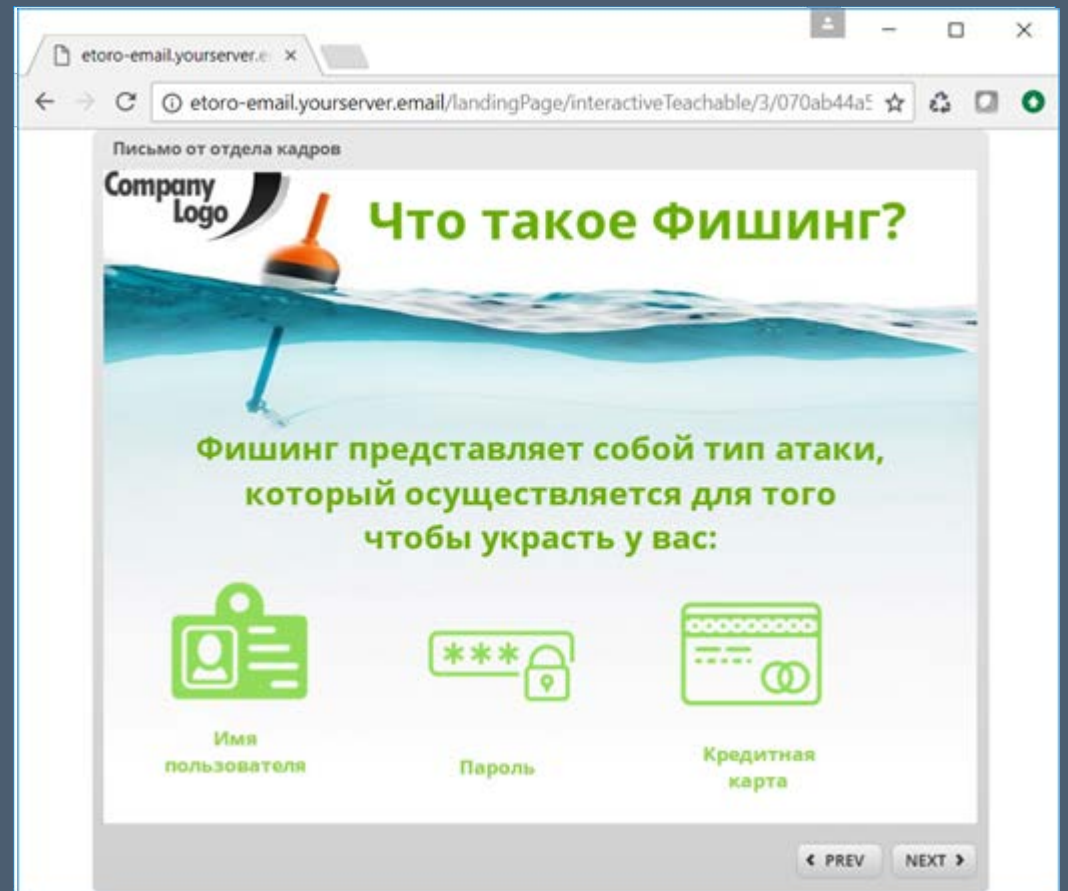 etoro-email.yourserver.e
etoro-email.yourserver.email/landingPage/interactiveTeachable/3/070ab44a5
Письмо от отдела кадров
Company
Logo
Что такое Фишинг?
Фишинг представляет собой тип атаки,
который осуществляется для того
чтобы украсть у вас:
***
Имя
пользователя
Пароль
Кредитная
карта
PREV
NEXT